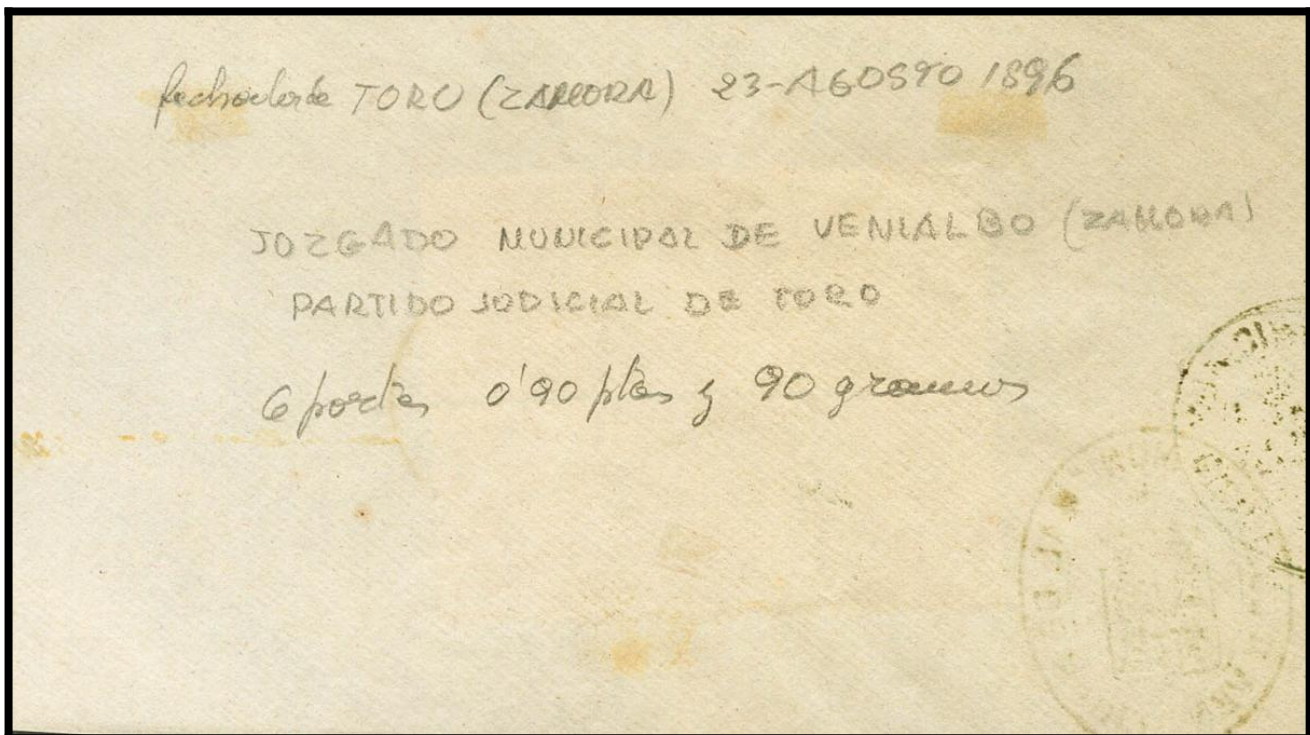 fechador de TORO (ZAMORA) 23-AGOSTO 1896
JUZGADO MUNICIPAL DE VENIALBO (ZAMORA)
PARTIDO JUDICIAL DE TORO
6 portes 0'90 ptas y 90 gramos